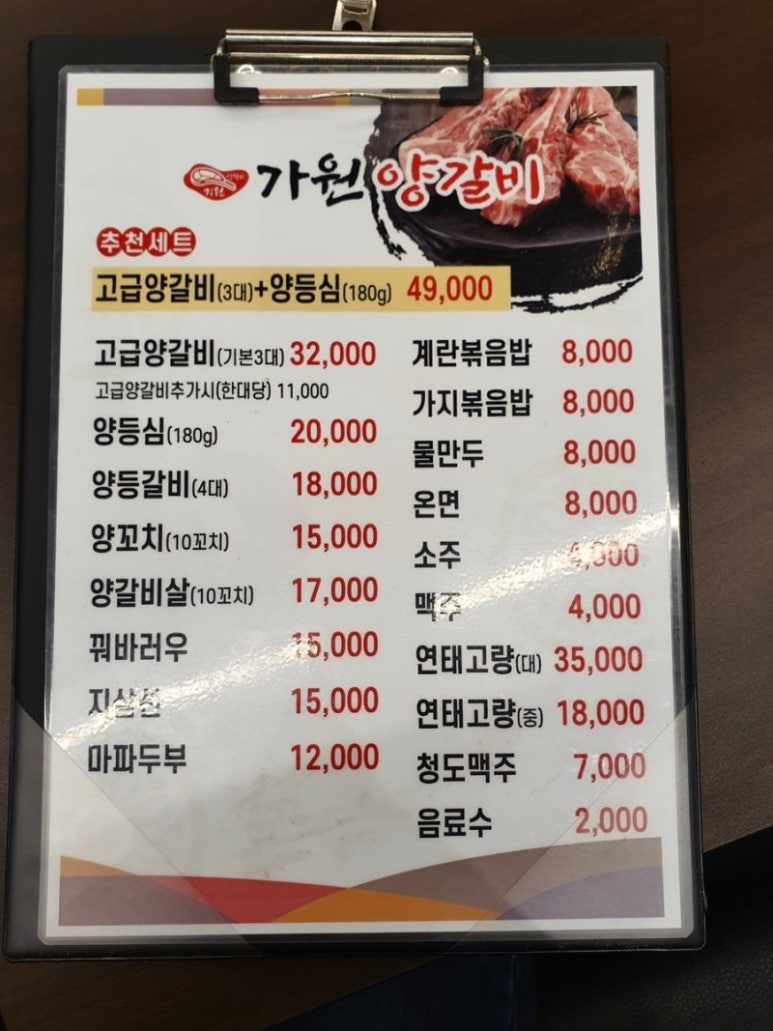 가원 양갈비
추천세트
고급양갈비(3대)+양등심(180g) 49,000
고급양갈비(기본3대) 32,000
고급양갈비추가시(한대당) 11,000
양등심(180g) 20,000
양등갈비(4대) 18,000
양꼬치(10꼬치) 15,000
양갈비살(10꼬치) 17,000
꿔바러우 15,000
지삼선 15,000
마파두부 12,000
계란볶음밥 8,000
가지볶음밥 8,000
물만두 8,000
온면 8,000
소주 4,000
맥주 4,000
연태고량(대) 35,000
연태고량(중) 18,000
청도맥주 7,000
음료수 2,000